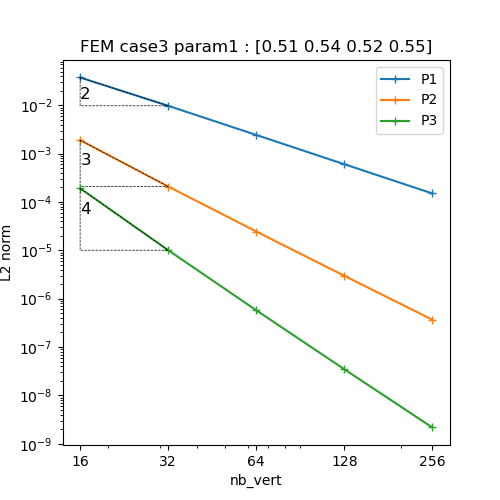 FEM case3 param1 : [0.51 0.54 0.52 0.55]
P1
P2
P3
2
3
4
10⁻²
10⁻³
10⁻⁴
10⁻⁵
10⁻⁶
10⁻⁷
10⁻⁸
10⁻⁹
L2 norm
16 32 64 128 256
nb_vert